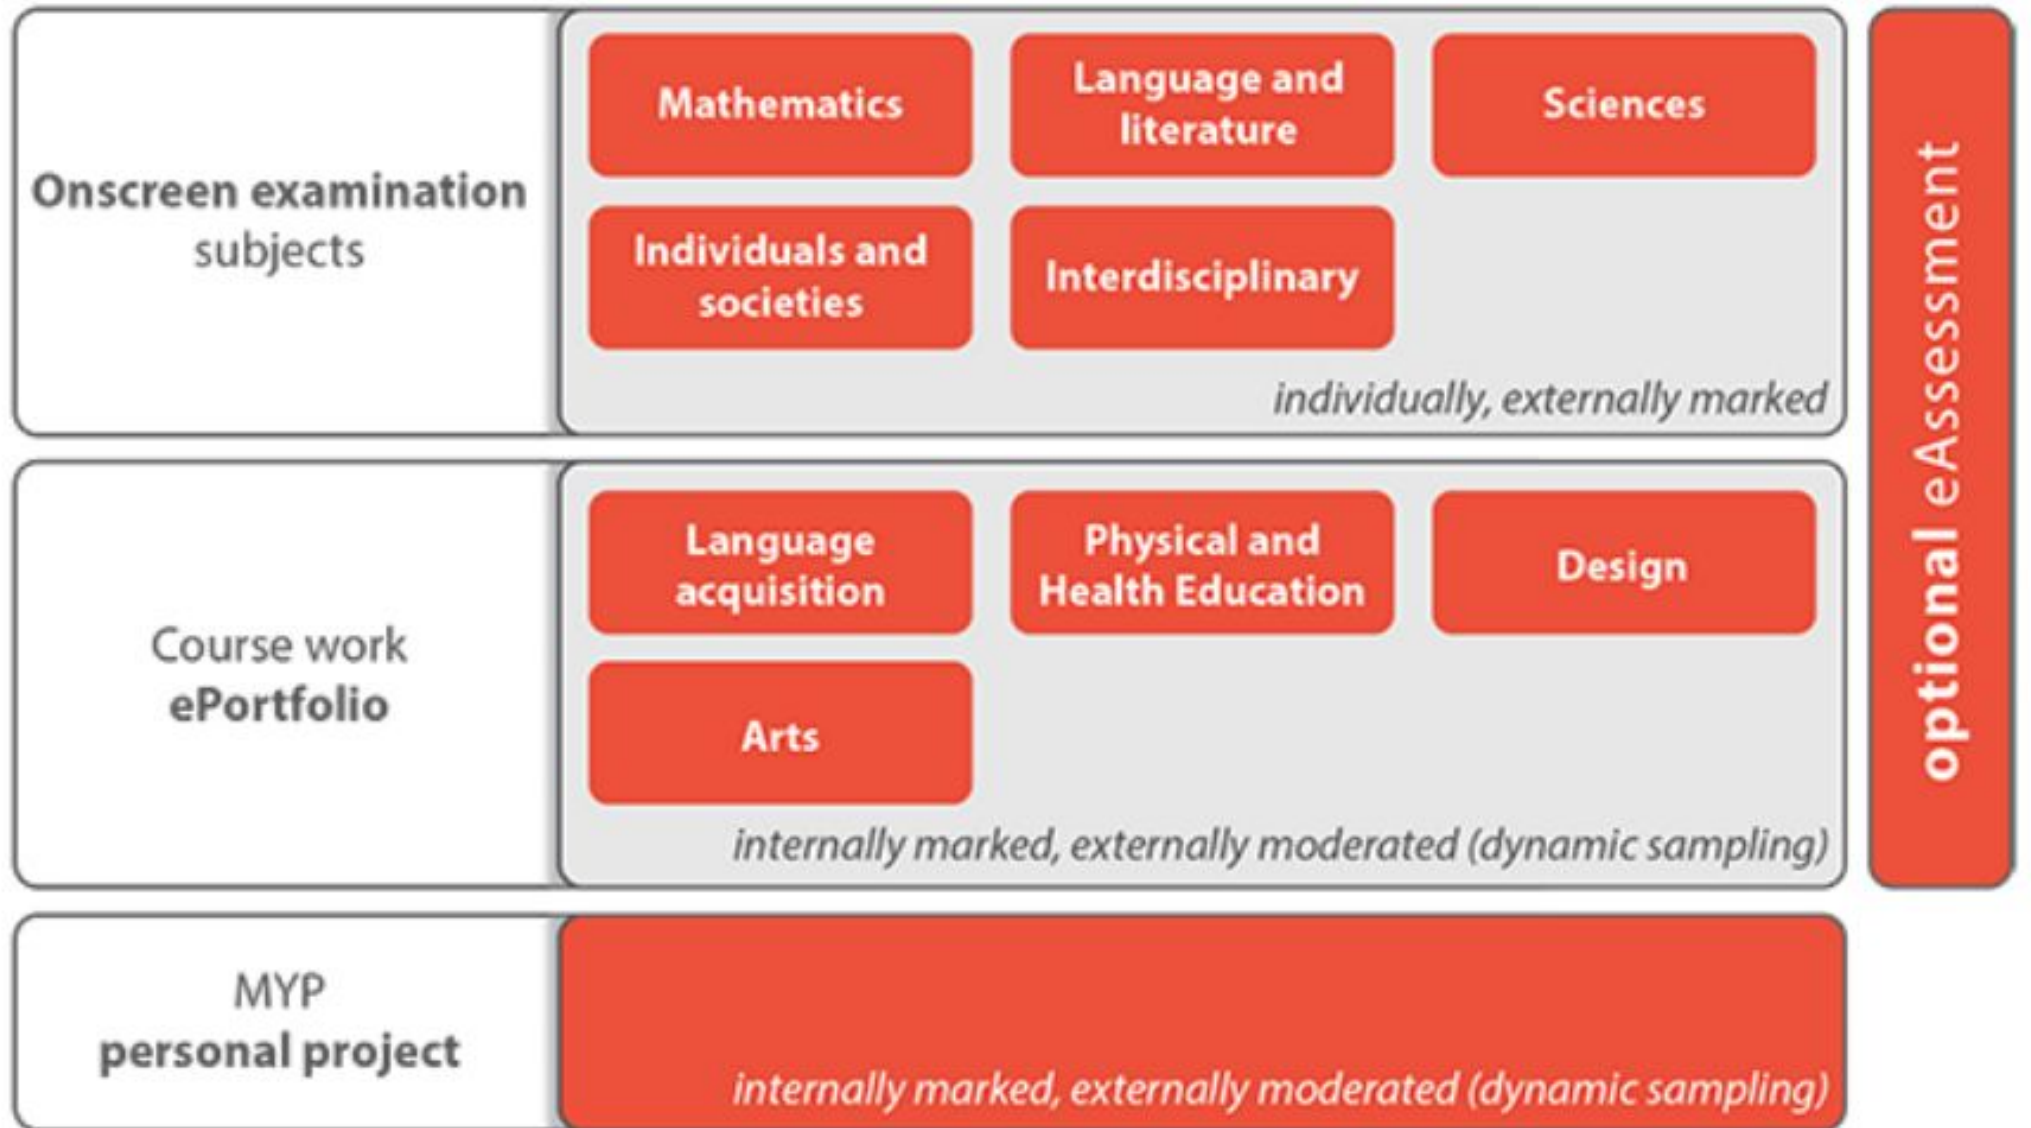 Onscreen examination
subjects
Mathematics
Language and
literature
Sciences
Individuals and
societies
Interdisciplinary
individually, externally marked
Course work
ePortfolio
Language
acquisition
Physical and
Health Education
Design
Arts
internally marked, externally moderated (dynamic sampling)
MYP
personal project
internally marked, externally moderated (dynamic sampling)
optional eAssessment